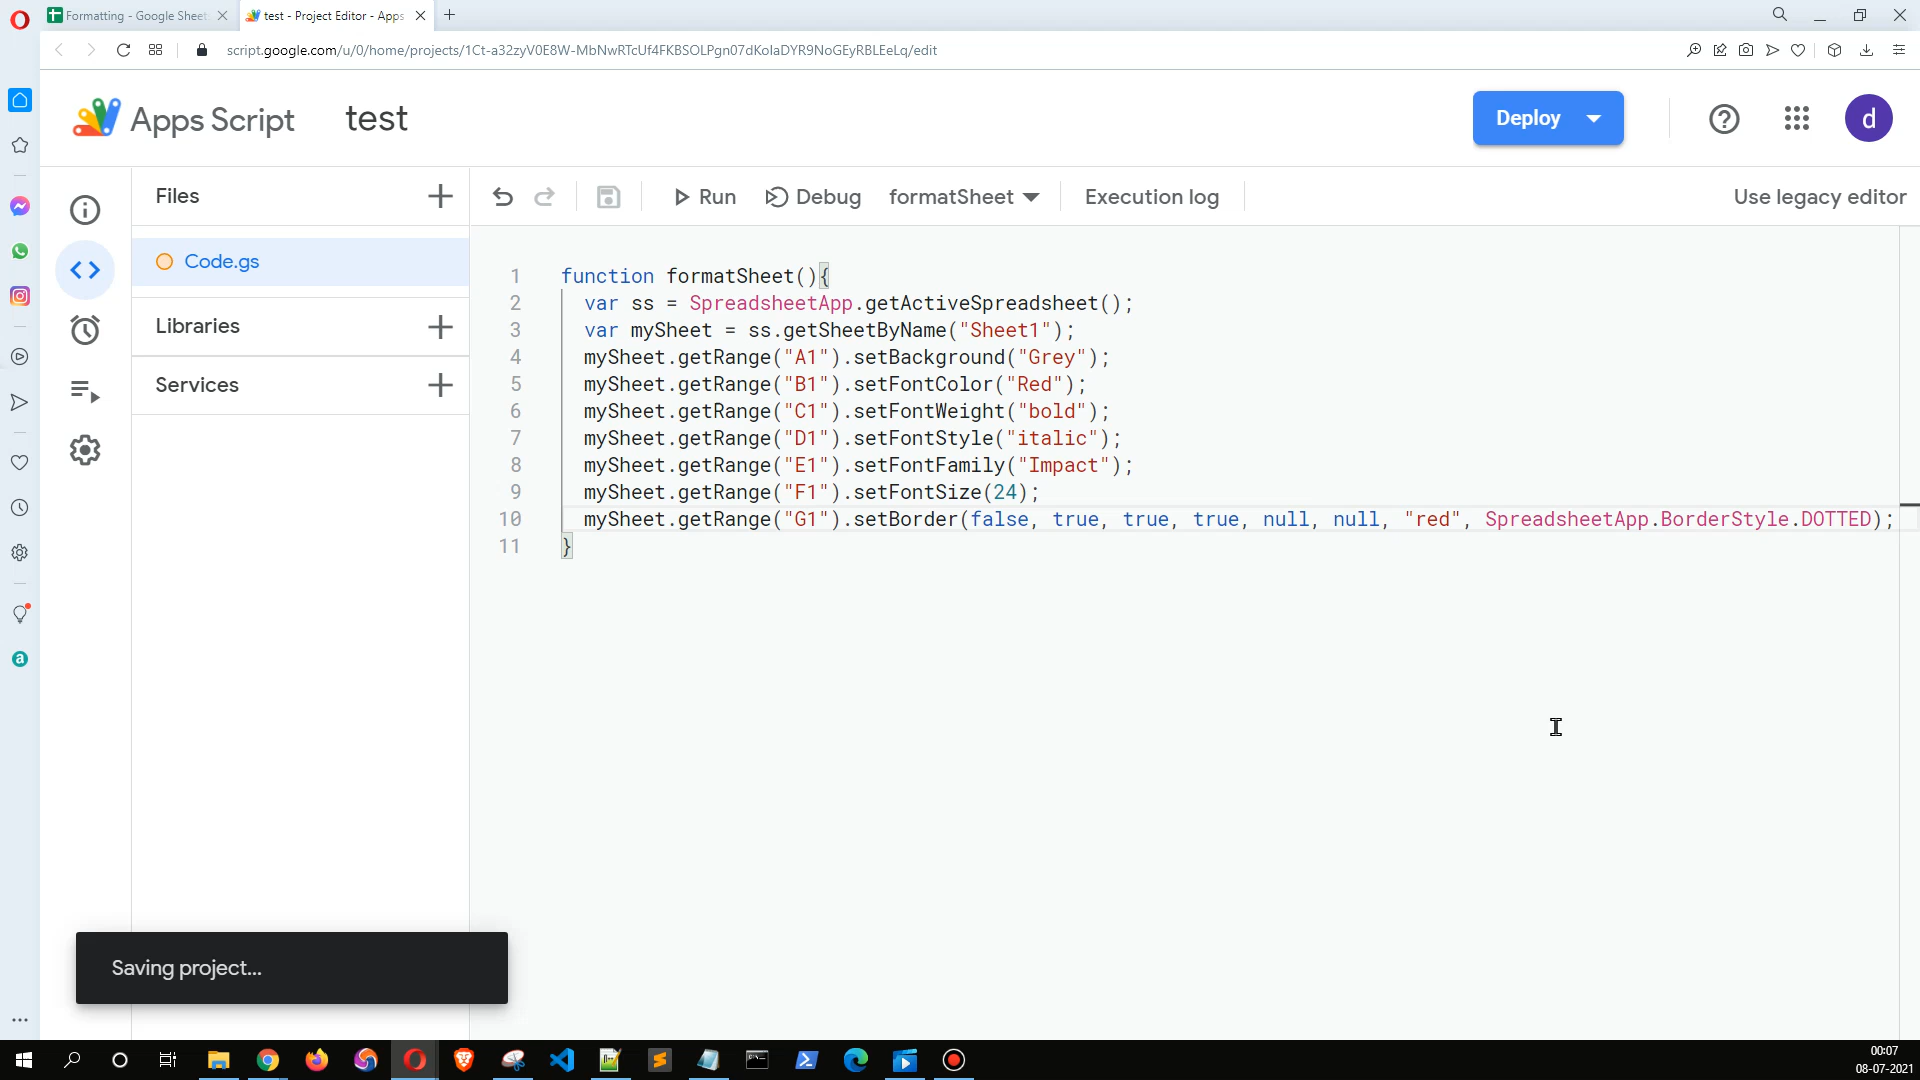 Formatting - Google Sheet
test - Project Editor - Apps
script.google.com/u/0/home/projects/1Ct-a32zyV0E8W-MbNwRTcUf4FKBSOLPgn07dKolaDYR9NoGEyRBLEeLq/edit
Apps Script
test
Deploy
d
Files
Run
Debug
formatSheet
Execution log
Use legacy editor
Code.gs
Libraries
Services
1 function formatSheet(){
2 var ss = SpreadsheetApp.getActiveSpreadsheet();
3 var mySheet = ss.getSheetByName("Sheet1");
4 mySheet.getRange("A1").setBackground("Grey");
5 mySheet.getRange("B1").setFontColor("Red");
6 mySheet.getRange("C1").setFontWeight("bold");
7 mySheet.getRange("D1").setFontStyle("italic");
8 mySheet.getRange("E1").setFontFamily("Impact");
9 mySheet.getRange("F1").setFontSize(24);
10 mySheet.getRange("G1").setBorder(false, true, true, true, null, null, "red", SpreadsheetApp.BorderStyle.DOTTED);
11 }
Saving project...
a
00:07
08-07-2021